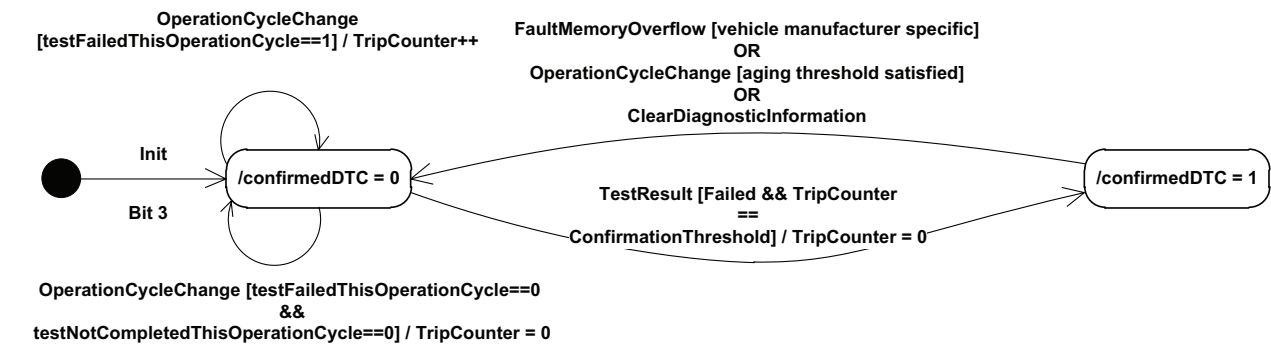 OperationCycleChange
[testFailedThisOperationCycle==1] / TripCounter++
FaultMemoryOverflow [vehicle manufacturer specific]
OR
OperationCycleChange [aging threshold satisfied]
OR
ClearDiagnosticInformation
Init
Bit 3
/confirmedDTC = 0
/confirmedDTC = 1
TestResult [Failed && TripCounter
==
ConfirmationThreshold] / TripCounter = 0
OperationCycleChange [testFailedThisOperationCycle==0
&&
testNotCompletedThisOperationCycle==0] / TripCounter = 0